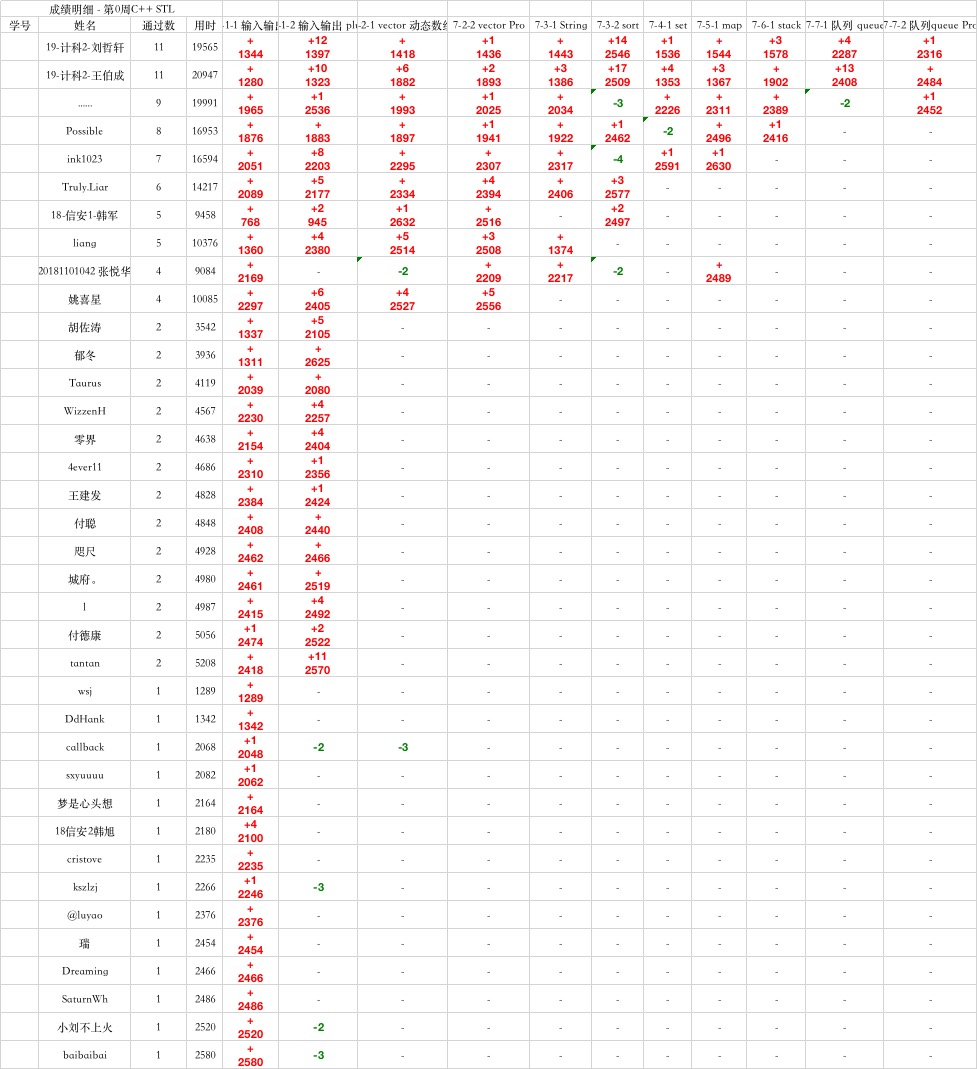 成绩明细 - 第0周C++ STL
学号 姓名 通过数 用时 -1-1 输入输出 1-2 输入输出 plu -2-1 vector 动态数组 7-2-2 vector Pro 7-3-1 String 7-3-2 sort 7-4-1 set 7-5-1 map 7-6-1 stack 7-7-1 队列 queue 7-7-2 队列queue Pro
19-计科2-刘哲轩 11 19565 + +12 + +1 + +14 +1 + +3 +4 +1
1344 1397 1418 1436 1443 2546 1536 1544 1578 2287 2316
19-计科2-王伯成 11 20947 + +10 +6 +2 +3 +17 +4 +3 + +13 +
1280 1323 1882 1893 1386 2509 1353 1367 1902 2408 2484
...... 9 19991 + +1 + +1 + -3 + + + -2 +1
1965 2536 1993 2025 2034 2226 2311 2389 2452
Possible 8 16953 + + + +1 + +1 -2 + +1 - -
1876 1883 1897 1941 1922 2462 2496 2416
ink1023 7 16594 + +8 + + + -4 +1 +1 - - -
2051 2203 2295 2307 2317 2591 2630
Truly.Liar 6 14217 + +5 + +4 + +3 - - - - -
2089 2177 2334 2394 2406 2577
18-信安1-韩军 5 9458 + +2 +1 + - +2 - - - - -
768 945 2632 2516 2497
liang 5 10376 + +4 +5 +3 + - - - - - -
1360 2380 2514 2508 1374
20181101042 张悦华 4 9084 + - -2 + + -2 - + - - -
2169 2209 2217 2489
姚喜星 4 10085 + +6 +4 +5 - - - - - - -
2297 2405 2527 2556
胡佐涛 2 3542 + +5 - - - - - - - - -
1337 2105
郁冬 2 3936 + + - - - - - - - - -
1311 2625
Taurus 2 4119 + + - - - - - - - - -
2039 2080
WizzenH 2 4567 + +4 - - - - - - - - -
2230 2257
零界 2 4638 + +4 - - - - - - - - -
2154 2404
4ever11 2 4686 + +1 - - - - - - - - -
2310 2356
王建发 2 4828 + +1 - - - - - - - - -
2384 2424
付聪 2 4848 + + - - - - - - - - -
2408 2440
咫尺 2 4928 + + - - - - - - - - -
2462 2466
城府。 2 4980 + + - - - - - - - - -
2461 2519
1 2 4987 + +4 - - - - - - - - -
2415 2492
付德康 2 5056 +1 +2 - - - - - - - - -
2474 2522
tantan 2 5208 + +11 - - - - - - - - -
2418 2570
wsj 1 1289 + - - - - - - - - - -
1289
DdHank 1 1342 + - - - - - - - - - -
1342
callback 1 2068 +1 -2 -3 - - - - - - - -
2048
sxyuuuu 1 2082 +1 - - - - - - - - - -
2062
梦是心头想 1 2164 + - - - - - - - - - -
2164
18信安2韩旭 1 2180 +4 - - - - - - - - - -
2100
cristove 1 2235 + - - - - - - - - - -
2235
kszlzj 1 2266 +1 -3 - - - - - - - - -
2246
@luyao 1 2376 + - - - - - - - - - -
2376
瑞 1 2454 + - - - - - - - - - -
2454
Dreaming 1 2466 + - - - - - - - - - -
2466
SaturnWh 1 2486 + - - - - - - - - - -
2486
小刘不上火 1 2520 + -2 - - - - - - - - -
2520
baibaibai 1 2580 + -3 - - - - - - - - -
2580